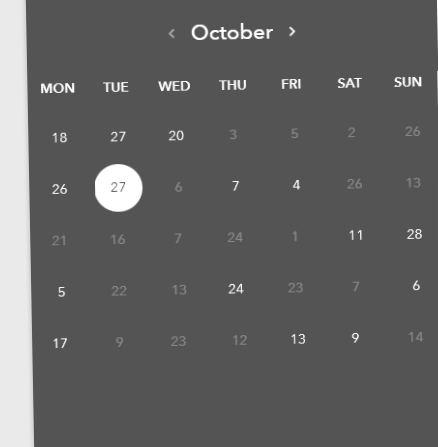 ‹ October ›
MON TUE WED THU FRI SAT SUN
18 27 20 3 5 2 26
26 27 6 7 4 26 13
21 16 7 24 1 11 28
5 22 13 24 23 7 6
17 9 23 12 13 9 14